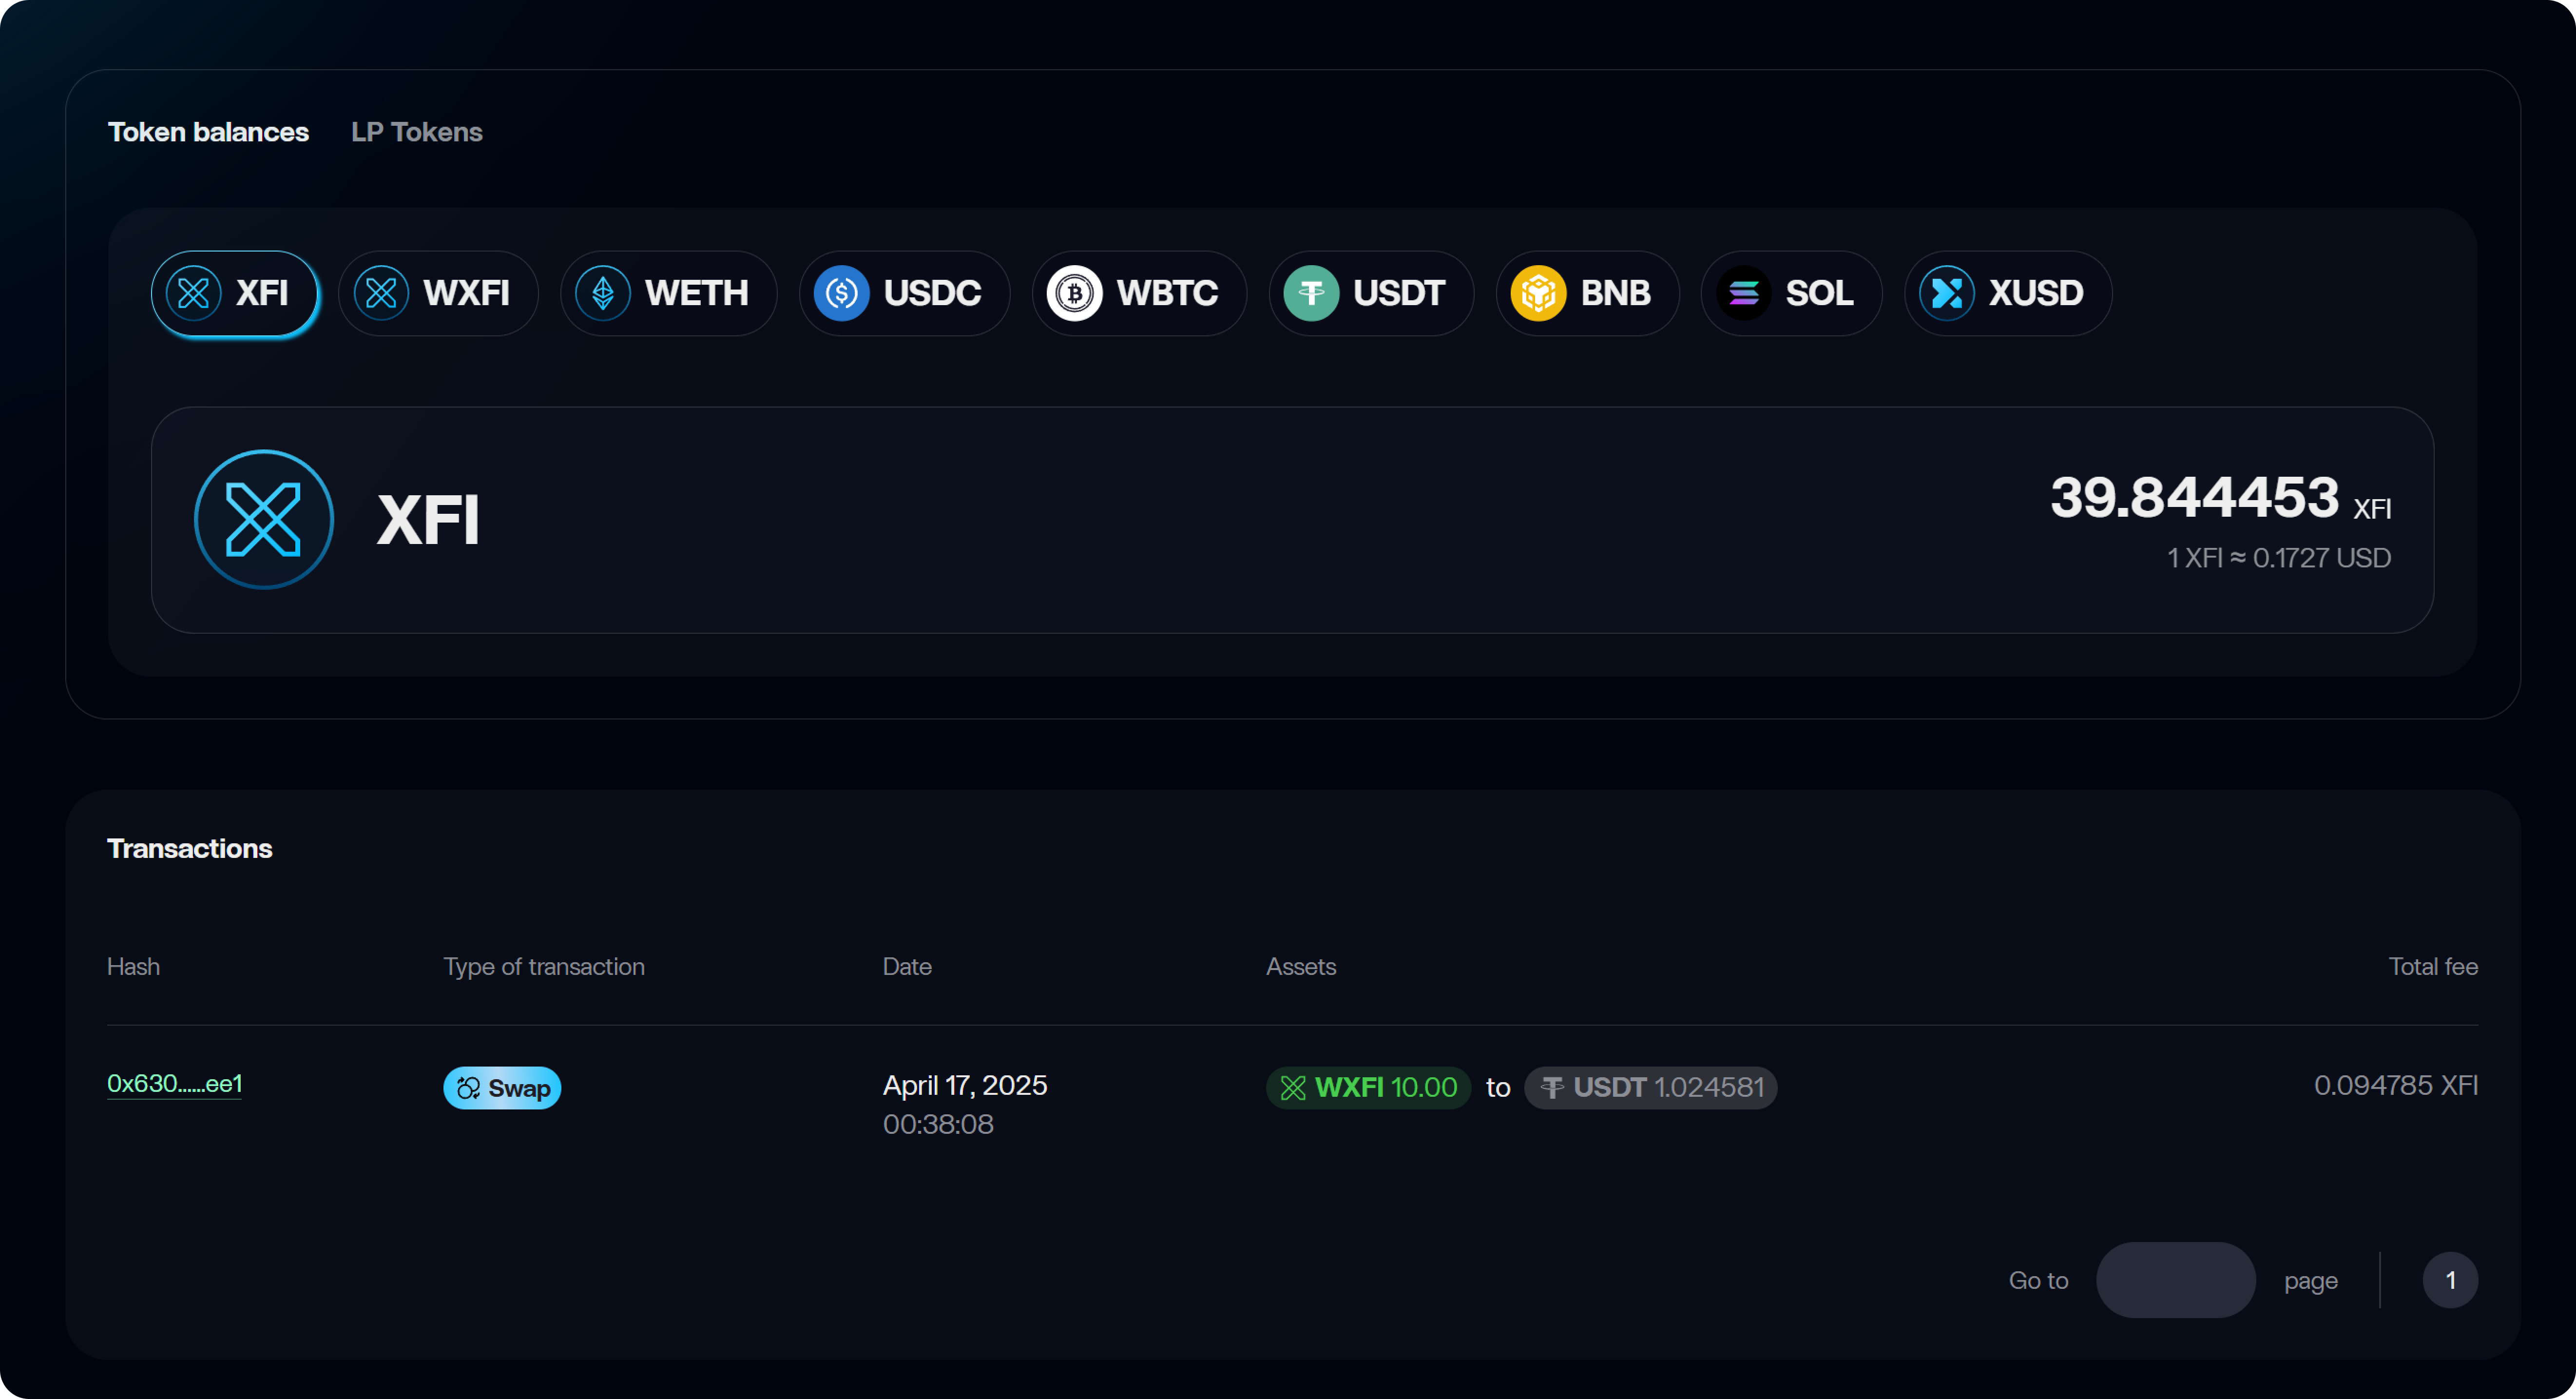 Token balances LP Tokens
XFI WXFI WETH USDC WBTC USDT BNB SOL XUSD
XFI
39.844453 XFI
1 XFI ≈ 0.1727 USD
Transactions
Hash Type of transaction Date Assets Total fee
0x630......ee1 Swap April 17, 2025 WXFI 10.00 to USDT 1.024581 0.094785 XFI
00:38:08
Go to page 1